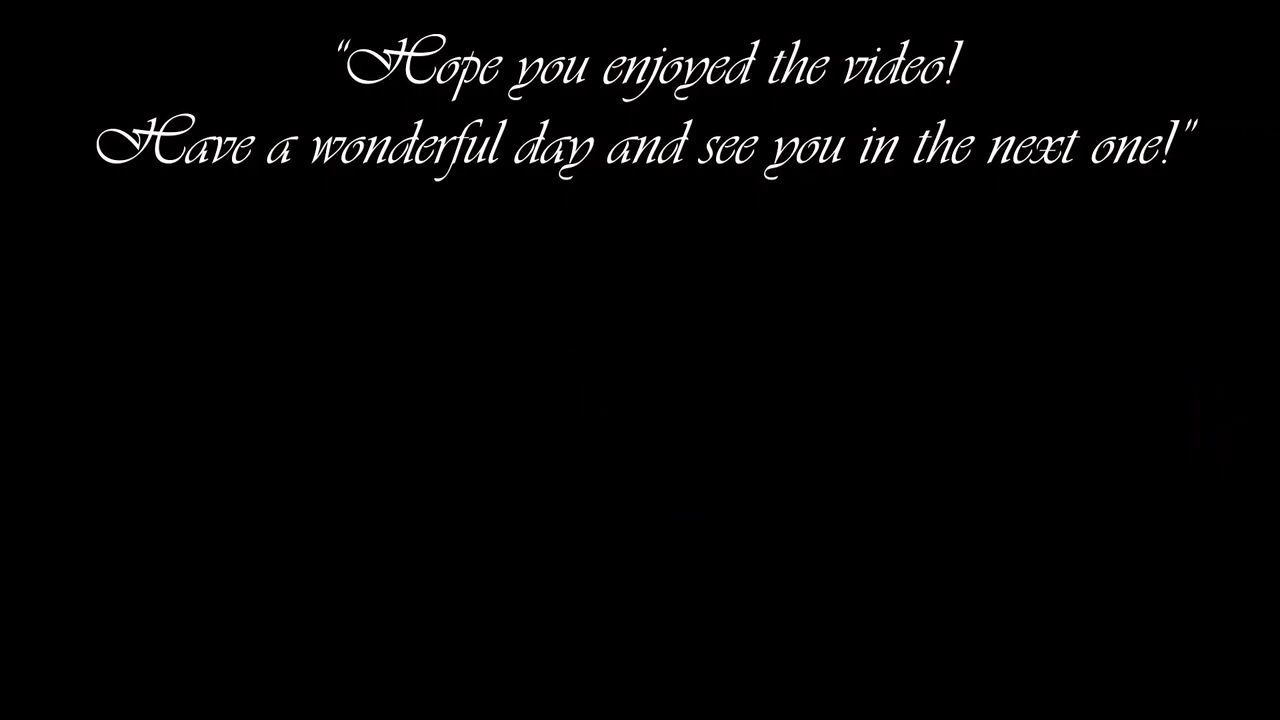 "Hope you enjoyed the video!
Have a wonderful day and see you in the next one!"